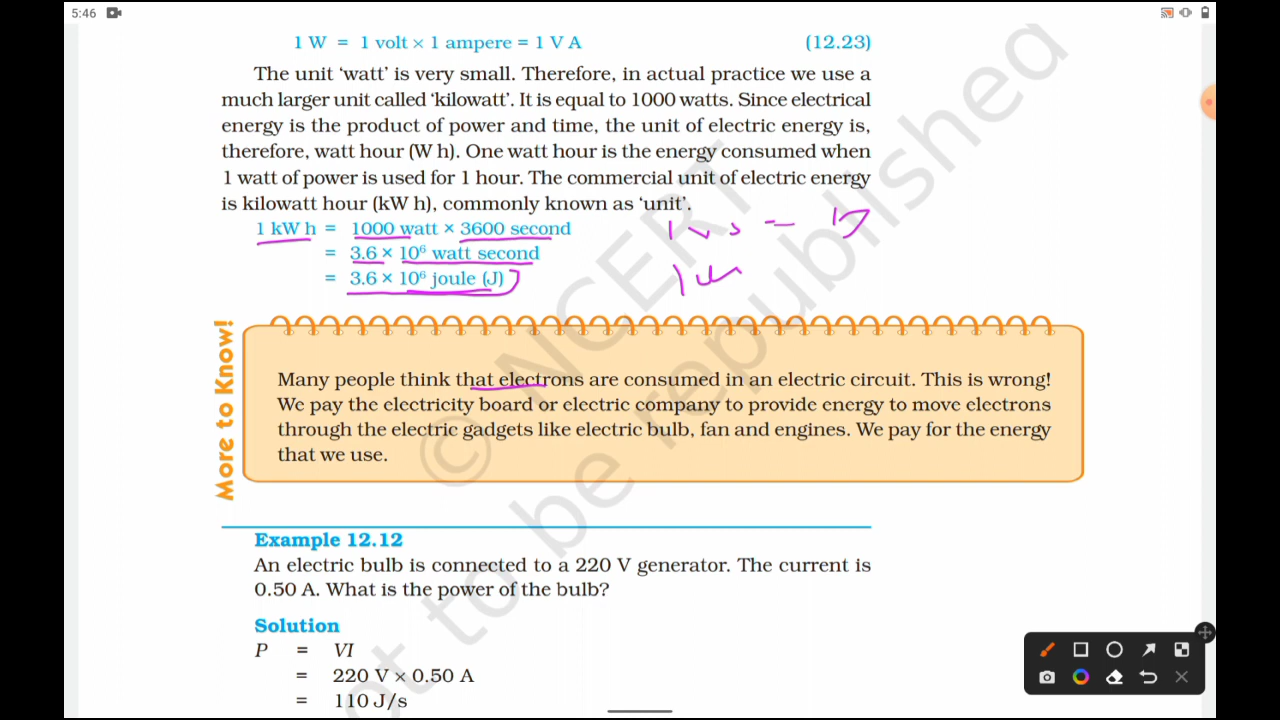 5:46
1 W = 1 volt × 1 ampere = 1 V A (12.23)
The unit ‘watt’ is very small. Therefore, in actual practice we use a
much larger unit called ‘kilowatt’. It is equal to 1000 watts. Since electrical
energy is the product of power and time, the unit of electric energy is,
therefore, watt hour (W h). One watt hour is the energy consumed when
1 watt of power is used for 1 hour. The commercial unit of electric energy
is kilowatt hour (kW h), commonly known as ‘unit’.
1 kW h = 1000 watt × 3600 second
= 3.6 × 10⁶ watt second
= 3.6 × 10⁶ joule (J)
More to Know!
Many people think that electrons are consumed in an electric circuit. This is wrong!
We pay the electricity board or electric company to provide energy to move electrons
through the electric gadgets like electric bulb, fan and engines. We pay for the energy
that we use.
Example 12.12
An electric bulb is connected to a 220 V generator. The current is
0.50 A. What is the power of the bulb?
Solution
P = VI
= 220 V × 0.50 A
= 110 J/s
© NCERT
not to be republished